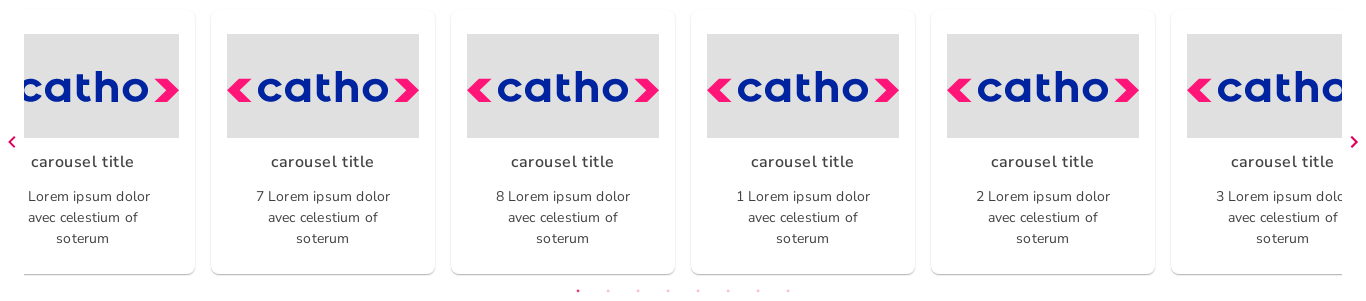 catho
carousel title
Lorem ipsum dolor
avec celestium of
soterum
catho
carousel title
7 Lorem ipsum dolor
avec celestium of
soterum
catho
carousel title
8 Lorem ipsum dolor
avec celestium of
soterum
catho
carousel title
1 Lorem ipsum dolor
avec celestium of
soterum
catho
carousel title
2 Lorem ipsum dolor
avec celestium of
soterum
catho
carousel title
3 Lorem ipsum dolo
avec celestium of
soterum